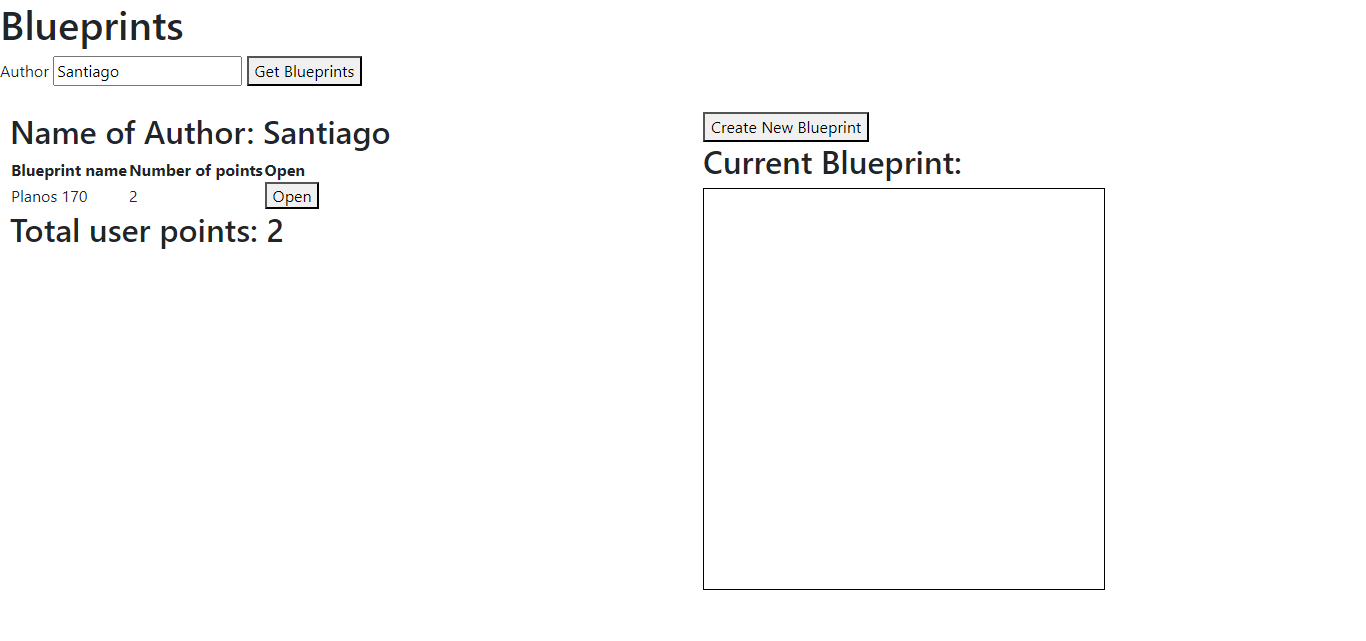 Blueprints
Author Santiago Get Blueprints
Name of Author: Santiago
Blueprint name Number of points Open
Planos 170 2 Open
Total user points: 2
Create New Blueprint
Current Blueprint: